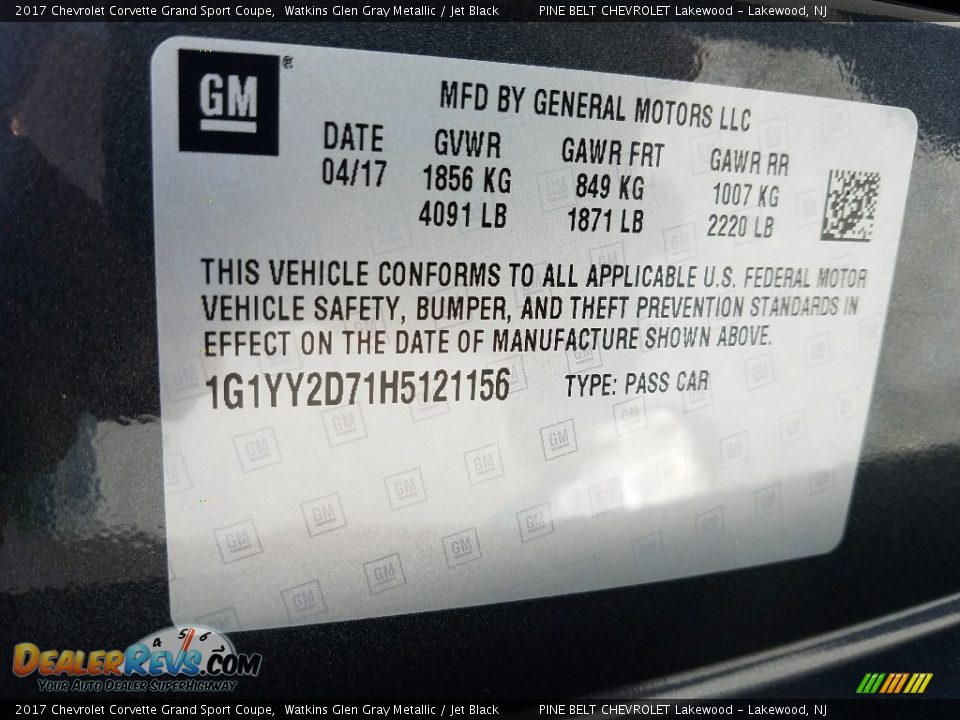 2017 Chevrolet Corvette Grand Sport Coupe, Watkins Glen Gray Metallic / Jet Black PINE BELT CHEVROLET Lakewood - Lakewood, NJ
GM ®
MFD BY GENERAL MOTORS LLC
DATE GVWR GAWR FRT GAWR RR
04/17 1856 KG 849 KG 1007 KG
4091 LB 1871 LB 2220 LB
THIS VEHICLE CONFORMS TO ALL APPLICABLE U.S. FEDERAL MOTOR
VEHICLE SAFETY, BUMPER, AND THEFT PREVENTION STANDARDS IN
EFFECT ON THE DATE OF MANUFACTURE SHOWN ABOVE.
1G1YY2D71H5121156 TYPE: PASS CAR
4 5 6
DEALERREVS.COM
YOUR AUTO DEALER SUPERHIGHWAY
2017 Chevrolet Corvette Grand Sport Coupe, Watkins Glen Gray Metallic / Jet Black PINE BELT CHEVROLET Lakewood - Lakewood, NJ